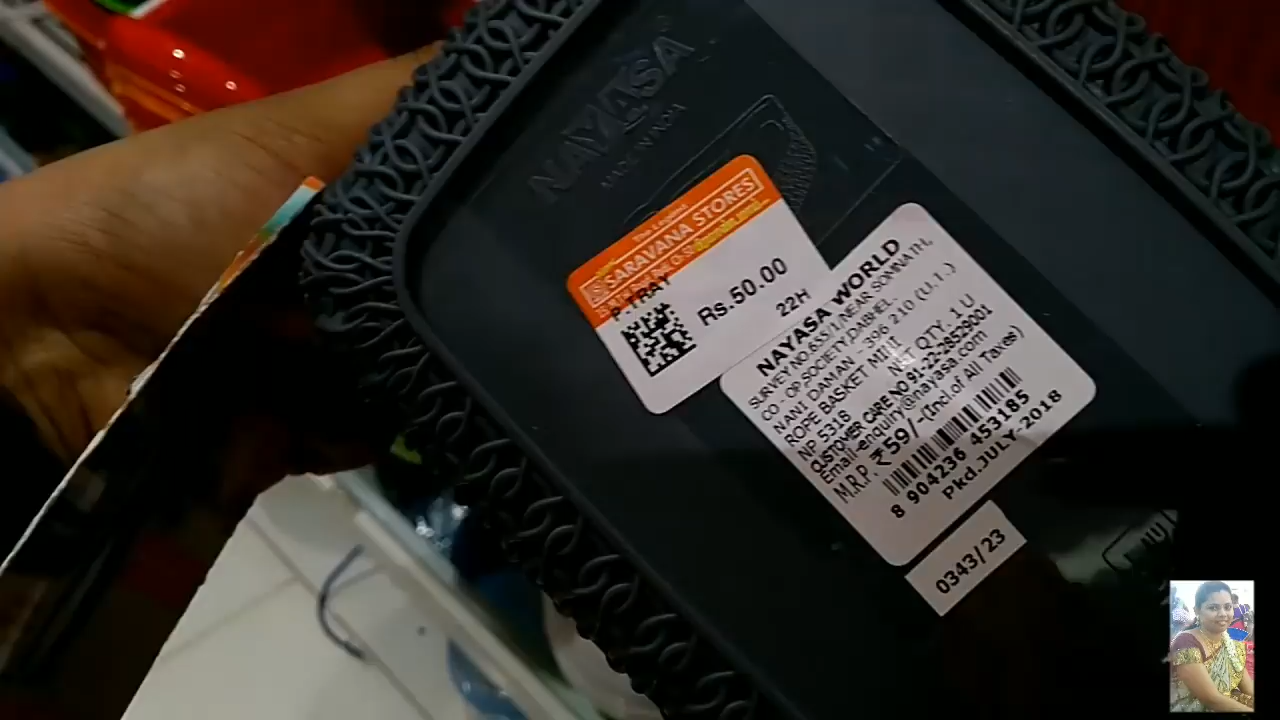 NAYASA
MADE IN INDIA
SARAVANA STORES
P-TRAY
Rs.50.00
22H
NAYASA WORLD
SURVEY NO.655/1,NEAR SOMNATH,
CO - OP SOCIETY,DABHEL,
NANI DAMAN - 396 210 (U.T.)
ROPE BASKET MINI
NP 5318 NET QTY. 1 U
CUSTOMER CARE NO 91-22-28529001
Email-enquiry@nayasa.com
M.R.P. ₹59/-(Incl.of All Taxes)
8 904236 453185
Pkd.JULY-2018
0343/23